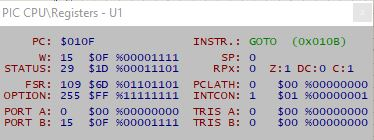 PIC CPU\Registers - U1
PC: $010F INSTR.: GOTO (0x010B)
W: 15 $0F %00001111 SP: 0
STATUS: 29 $1D %00011101 RPx: 0 Z:1 DC:0 C:1
FSR: 109 $6D %01101101 PCLATH: 0 $00 %00000000
OPTION: 255 $FF %11111111 INTCON: 1 $01 %00000001
PORT A: 0 $00 %00000000 TRIS A: 0 $00 %00000000
PORT B: 15 $0F %00001111 TRIS B: 0 $00 %00000000